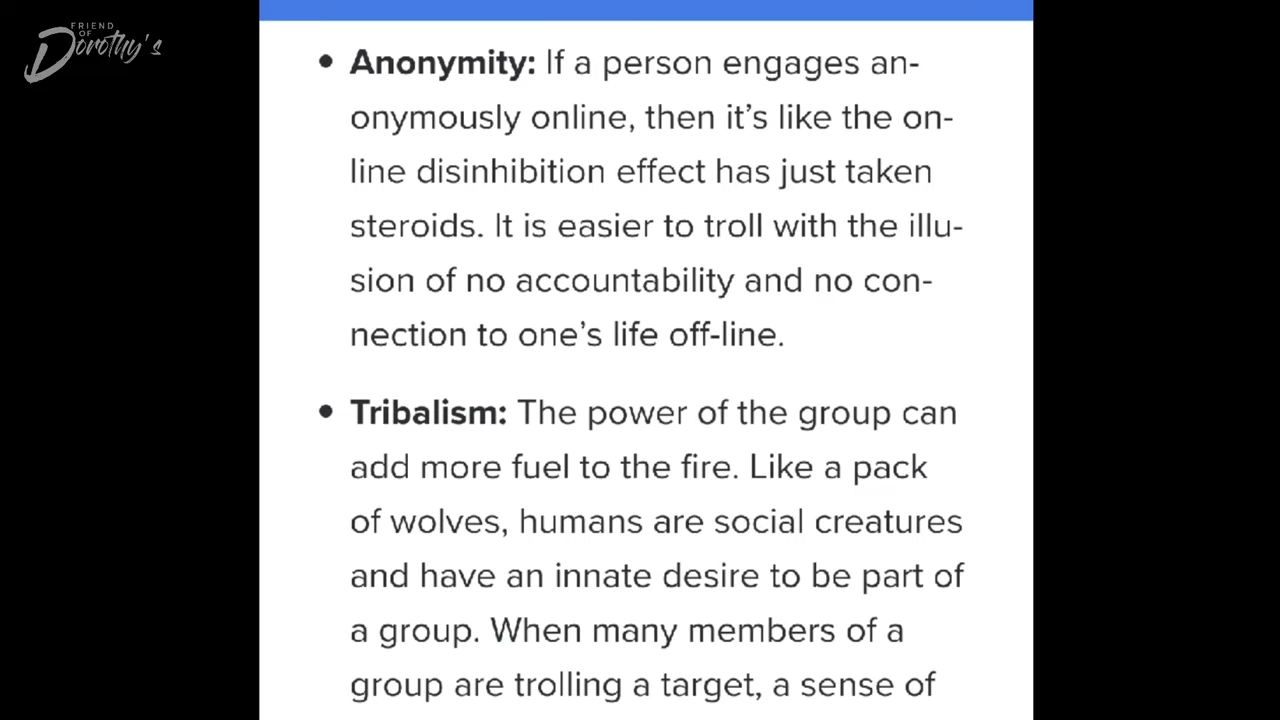 FRIEND
OF
Dorothy's
• Anonymity: If a person engages an-
onymously online, then it’s like the on-
line disinhibition effect has just taken
steroids. It is easier to troll with the illu-
sion of no accountability and no con-
nection to one’s life off-line.
• Tribalism: The power of the group can
add more fuel to the fire. Like a pack
of wolves, humans are social creatures
and have an innate desire to be part of
a group. When many members of a
group are trolling a target, a sense of